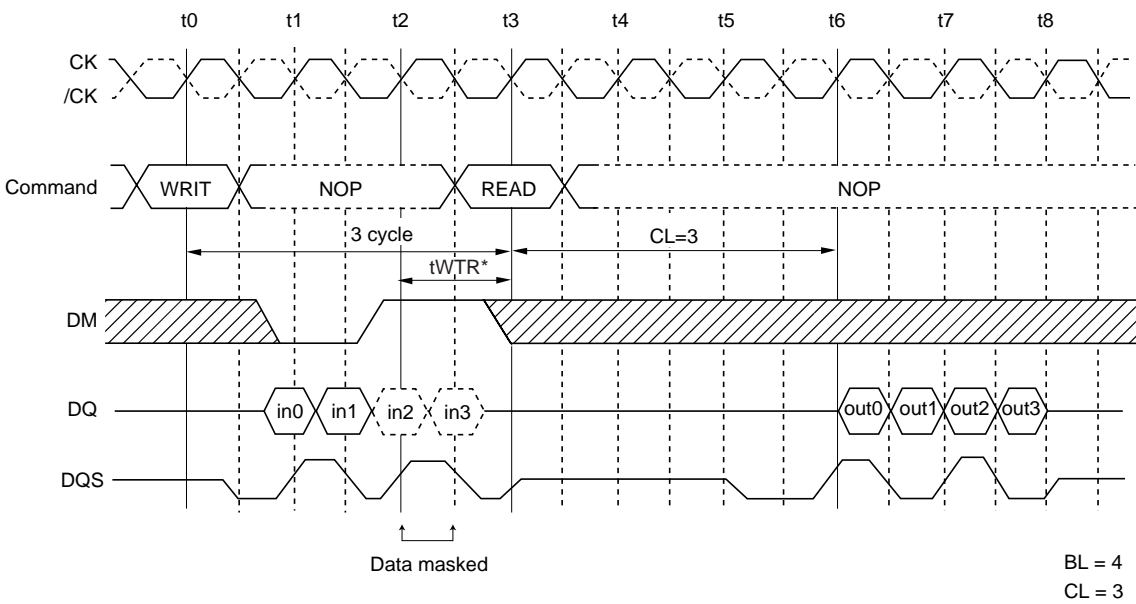 t0 t1 t2 t3 t4 t5 t6 t7 t8
CK
/CK
Command WRIT NOP READ NOP
3 cycle CL=3
tWTR*
DM
DQ in0 in1 in2 in3 out0 out1 out2 out3
DQS
Data masked
BL = 4
CL = 3